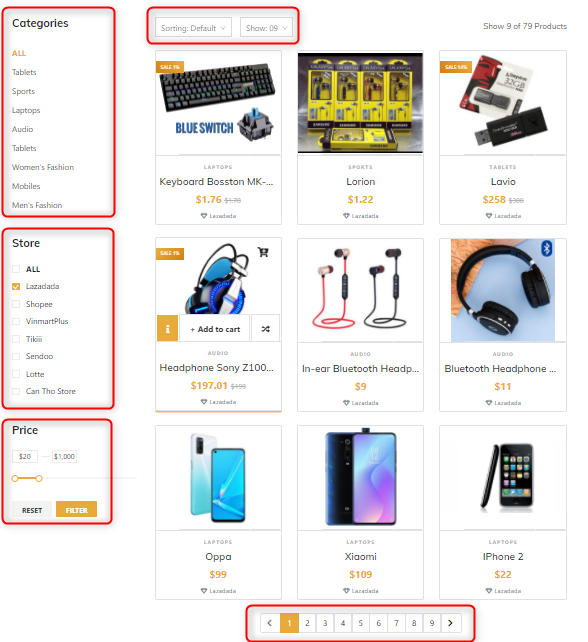 Categories
ALL
Tablets
Sports
Laptops
Audio
Tablets
Women's Fashion
Mobiles
Men's Fashion
Store
ALL
Lazadada
Shopee
VinmartPlus
Tikiii
Sendoo
Lotte
Can Tho Store
Price
$20 — $1,000
RESET FILTER
Sorting: Default Show: 09 Show 9 of 79 Products
SALE 1%
BLUE SWITCH
LAPTOPS
Keyboard Bosston MK-...
$1.76 $1.78
Lazadada
SAMSUNG
SPORTS
Lorion
$1.22
Lazadada
Kingston
32GB
TABLETS
Lavio
$258 $300
Lazadada
SALE 1%
+ Add to cart
AUDIO
Headphone Sony Z100...
$197.01 $199
Lazadada
AUDIO
In-ear Bluetooth Headp...
$9
Lazadada
AUDIO
Bluetooth Headphone ...
$11
Lazadada
LAPTOPS
Oppa
$99
Lazadada
LAPTOPS
Xiaomi
$109
Lazadada
LAPTOPS
IPhone 2
$22
Lazadada
1 2 3 4 5 6 7 8 9